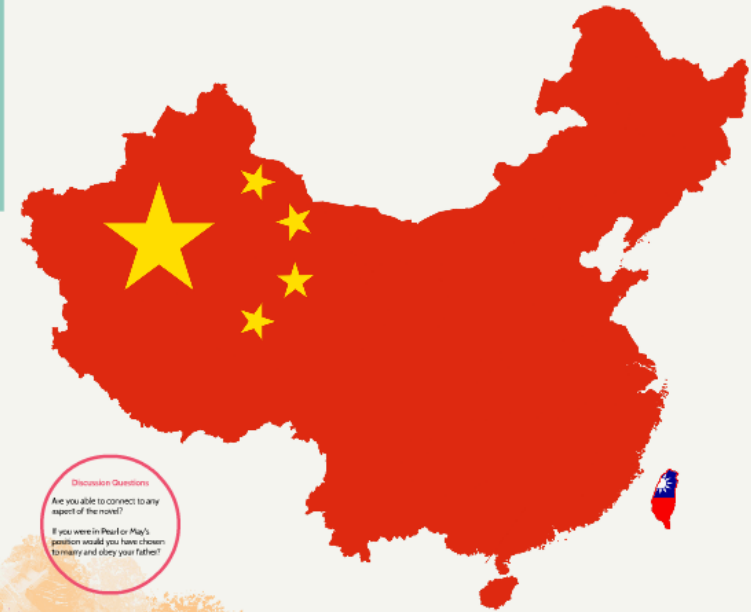 Discussion Questions
Are you able to connect to any
aspect of the novel?
If you were in Pearl or May's
position would you have chosen
to marry and obey your father?